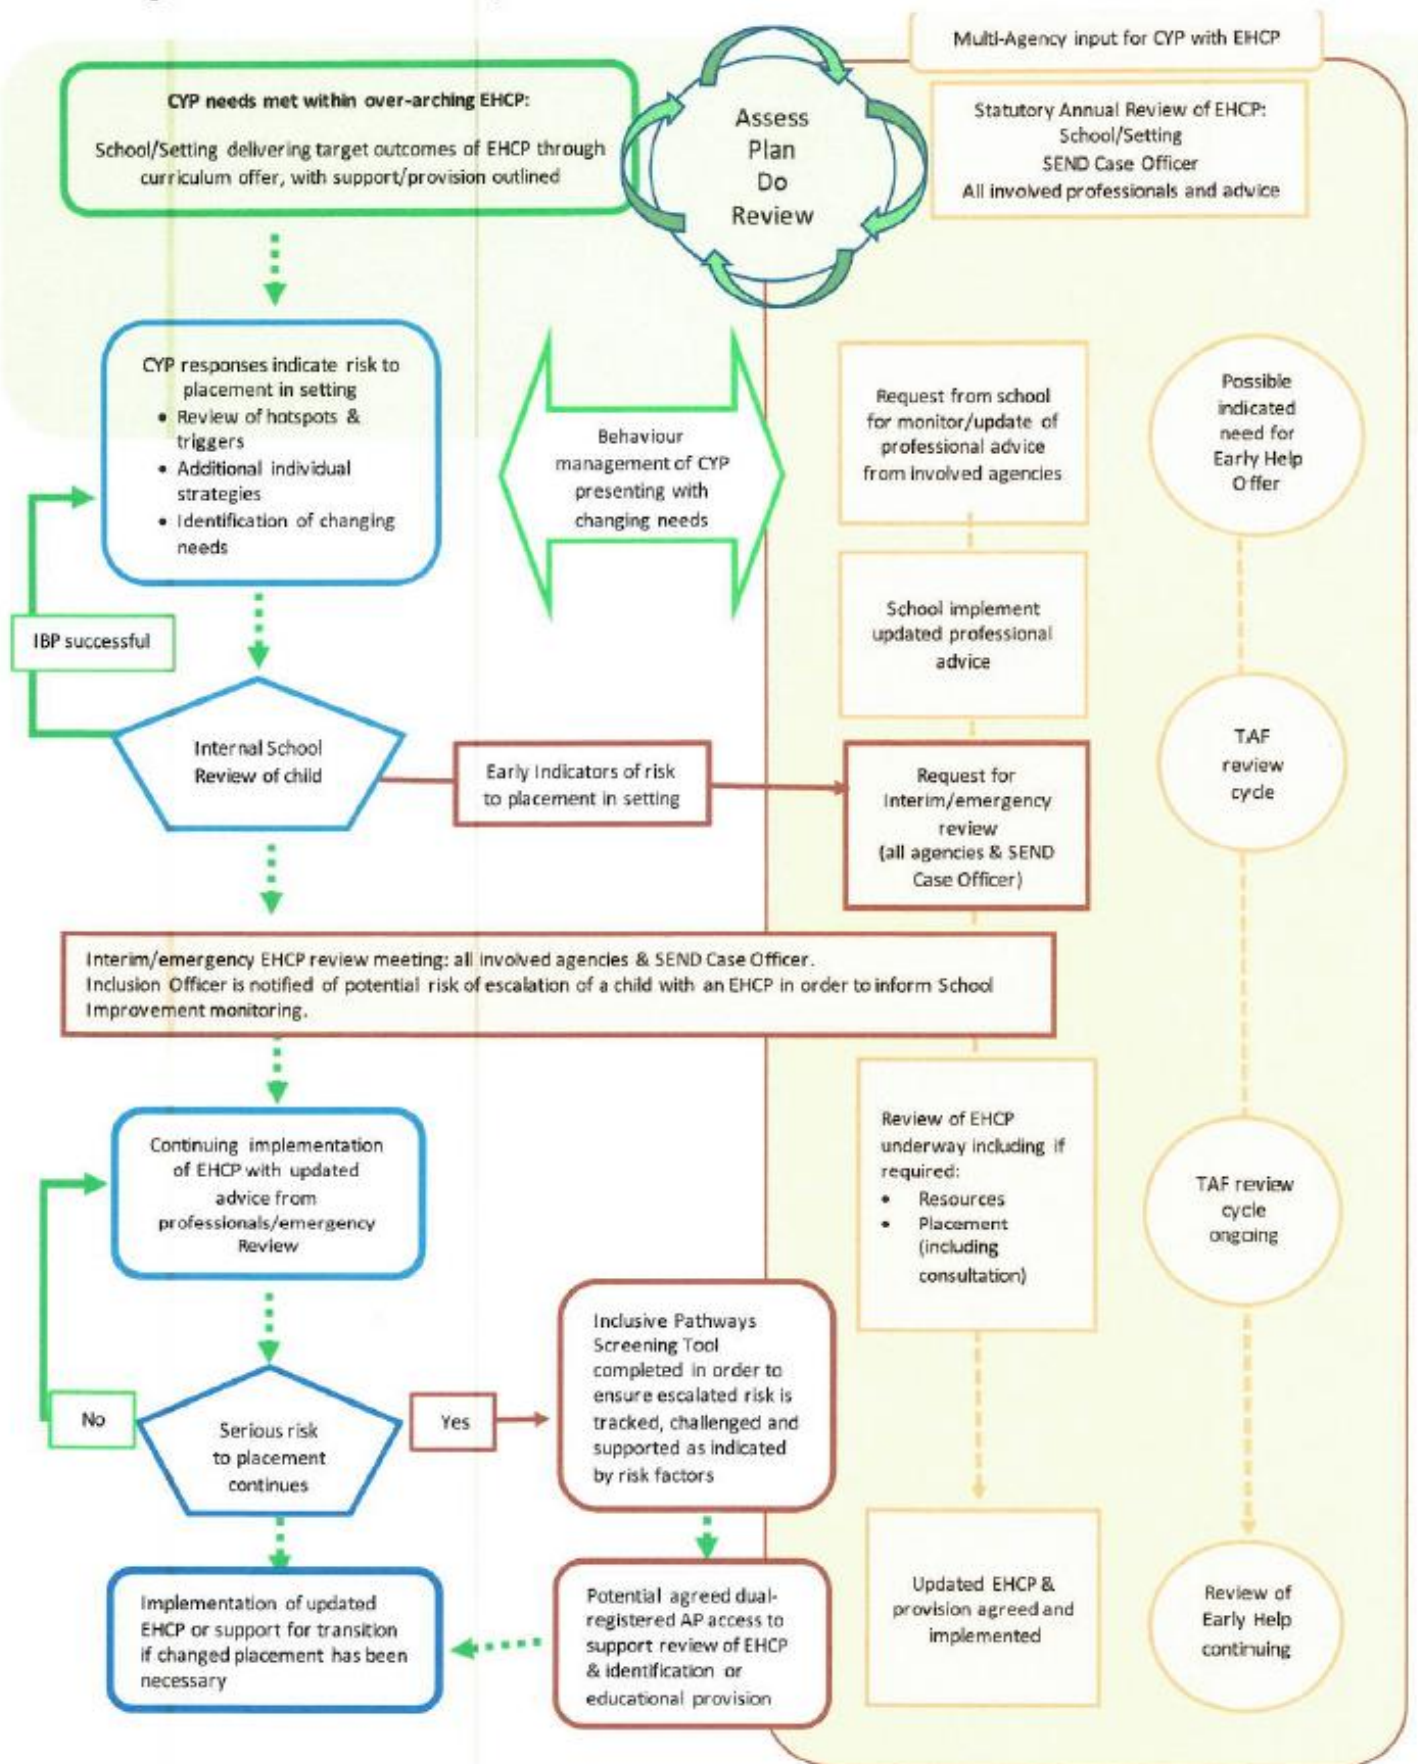 Multi-Agency input for CYP with EHCP
CYP needs met within over-arching EHCP:
School/Setting delivering target outcomes of EHCP through
curriculum offer, with support/provision outlined
Assess
Plan
Do
Review
Statutory Annual Review of EHCP:
School/Setting
SEND Case Officer
All involved professionals and advice
CYP responses indicate risk to
placement in setting
• Review of hotspots &
triggers
• Additional individual
strategies
• Identification of changing
needs
Behaviour
management of CYP
presenting with
changing needs
Request from school
for monitor/update of
professional advice
from involved agencies
Possible
indicated
need for
Early Help
Offer
IBP successful
School implement
updated professional
advice
Internal School
Review of child
Early Indicators of risk
to placement in setting
Request for
Interim/emergency
review
(all agencies & SEND
Case Officer)
TAF
review
cycle
Interim/emergency EHCP review meeting: all involved agencies & SEND Case Officer.
Inclusion Officer is notified of potential risk of escalation of a child with an EHCP in order to inform School
Improvement monitoring.
Continuing implementation
of EHCP with updated
advice from
professionals/emergency
Review
Review of EHCP
underway including if
required:
• Resources
• Placement
(including
consultation)
TAF review
cycle
ongoing
No
Serious risk
to placement
continues
Yes
Inclusive Pathways
Screening Tool
completed in order to
ensure escalated risk is
tracked, challenged and
supported as indicated
by risk factors
Implementation of updated
EHCP or support for transition
if changed placement has been
necessary
Potential agreed dual-
registered AP access to
support review of EHCP
& identification or
educational provision
Updated EHCP &
provision agreed and
implemented
Review of
Early Help
continuing